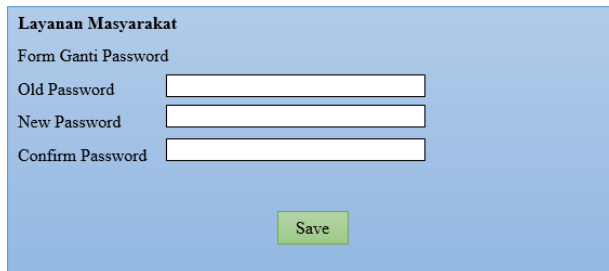 Layanan Masyarakat
Form Ganti Password
Old Password
New Password
Confirm Password
Save